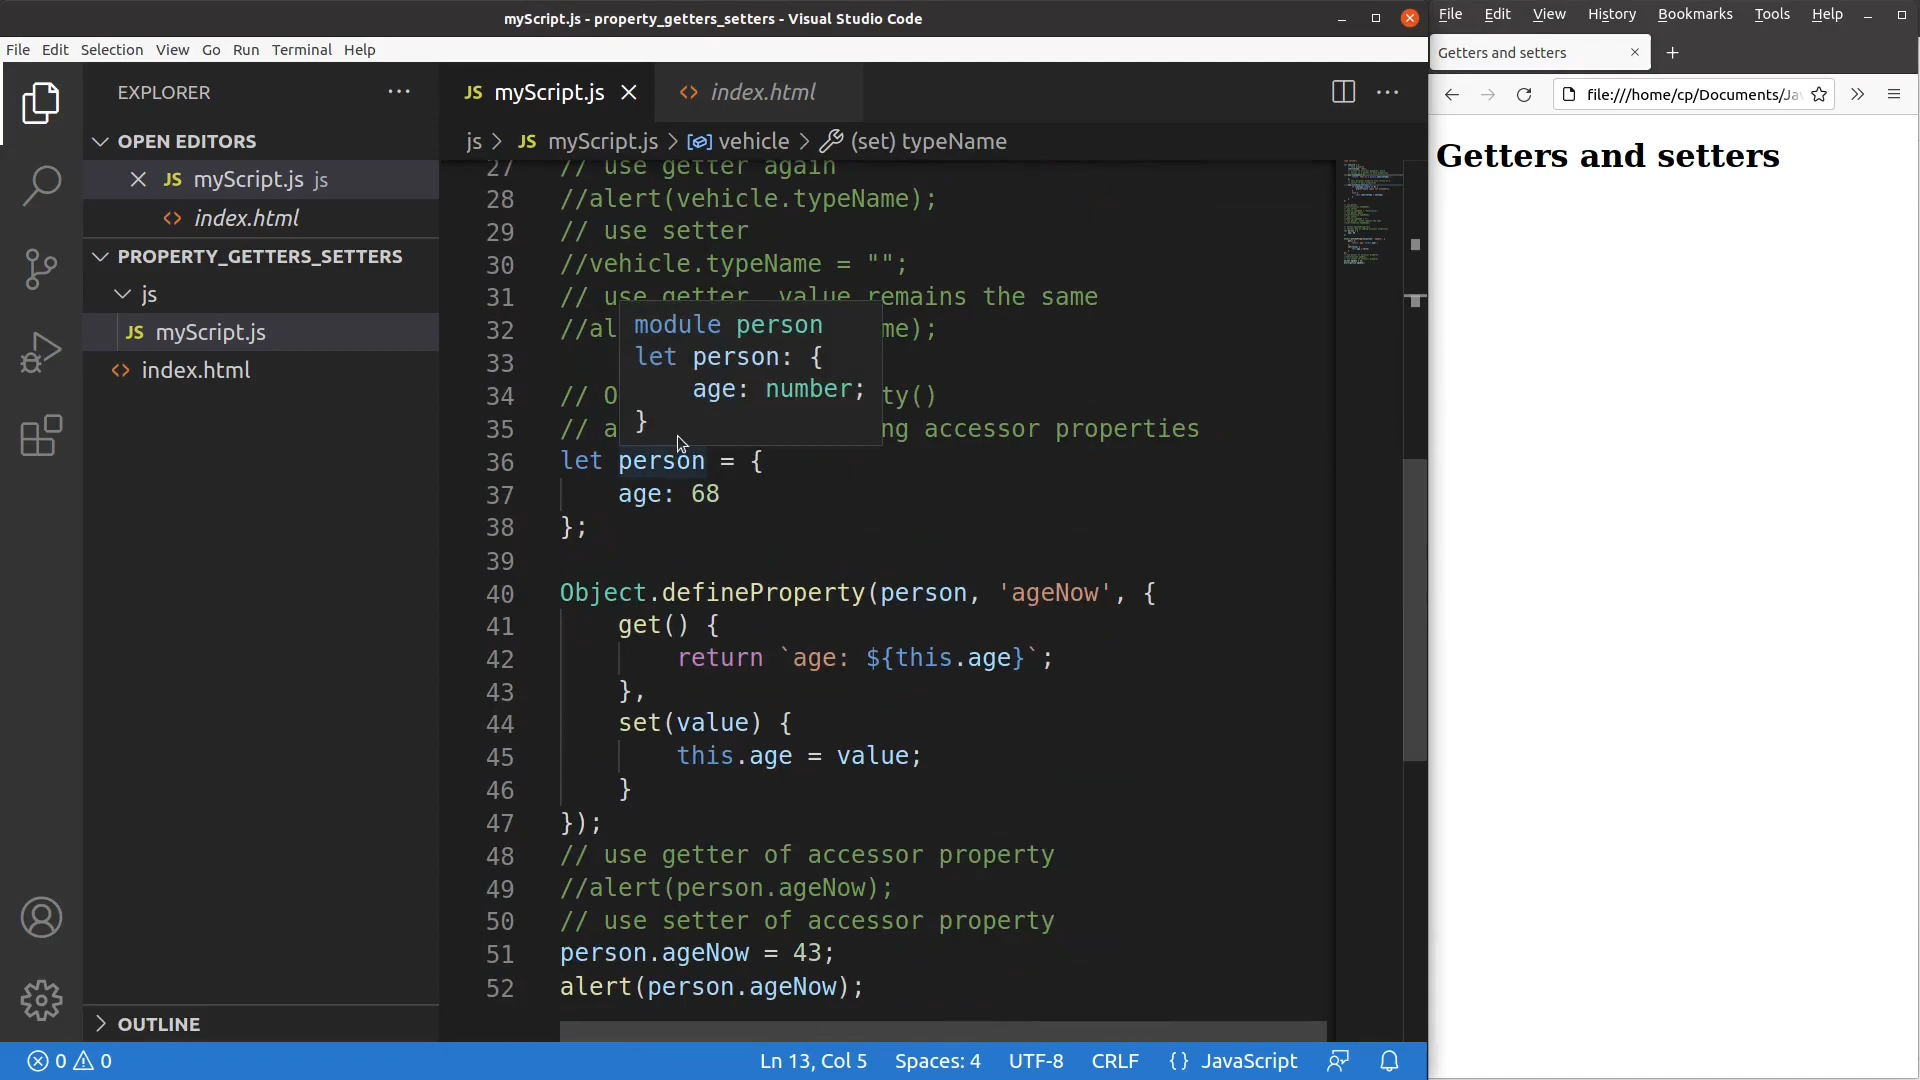 myScript.js - property_getters_setters - Visual Studio Code
File Edit Selection View Go Run Terminal Help
EXPLORER
OPEN EDITORS
myScript.js js
index.html
PROPERTY_GETTERS_SETTERS
js
myScript.js
index.html
OUTLINE
JS myScript.js
index.html
js > JS myScript.js > vehicle > (set) typeName
27 // use getter again
28 //alert(vehicle.typeName);
29 // use setter
30 //vehicle.typeName = "";
31 // use getter value remains the same
32 //al me);
33
34 // O ty()
35 // a ng accessor properties
module person
let person: {
age: number;
}
36 let person = {
37 age: 68
38 };
39
40 Object.defineProperty(person, 'ageNow', {
41 get() {
42 return `age: ${this.age}`;
43 },
44 set(value) {
45 this.age = value;
46 }
47 });
48 // use getter of accessor property
49 //alert(person.ageNow);
50 // use setter of accessor property
51 person.ageNow = 43;
52 alert(person.ageNow);
0 0
Ln 13, Col 5 Spaces: 4 UTF-8 CRLF {} JavaScript
File Edit View History Bookmarks Tools Help
Getters and setters
file:///home/cp/Documents/Ja
Getters and setters